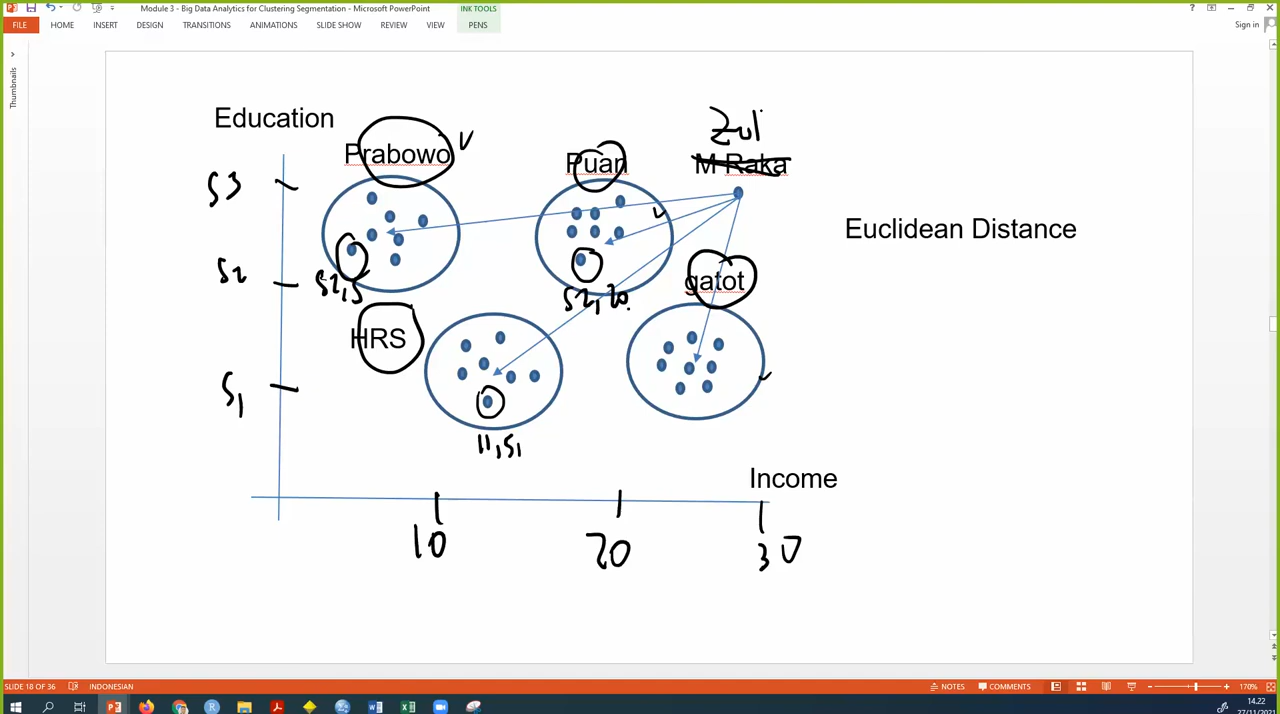 Module 3 - Big Data Analytics for Clustering Segmentation - Microsoft PowerPoint
INK TOOLS
FILE HOME INSERT DESIGN TRANSITIONS ANIMATIONS SLIDE SHOW REVIEW VIEW PENS
Sign in
Thumbnails
Education
Zul
Prabowo
Puan
M Raka
S3
Euclidean Distance
S2
gatot
S2,5
S2,20.
HRS
S1
11,S1
Income
10
20
30
SLIDE 18 OF 36
INDONESIAN
NOTES
COMMENTS
170%
14.22
27/11/2021